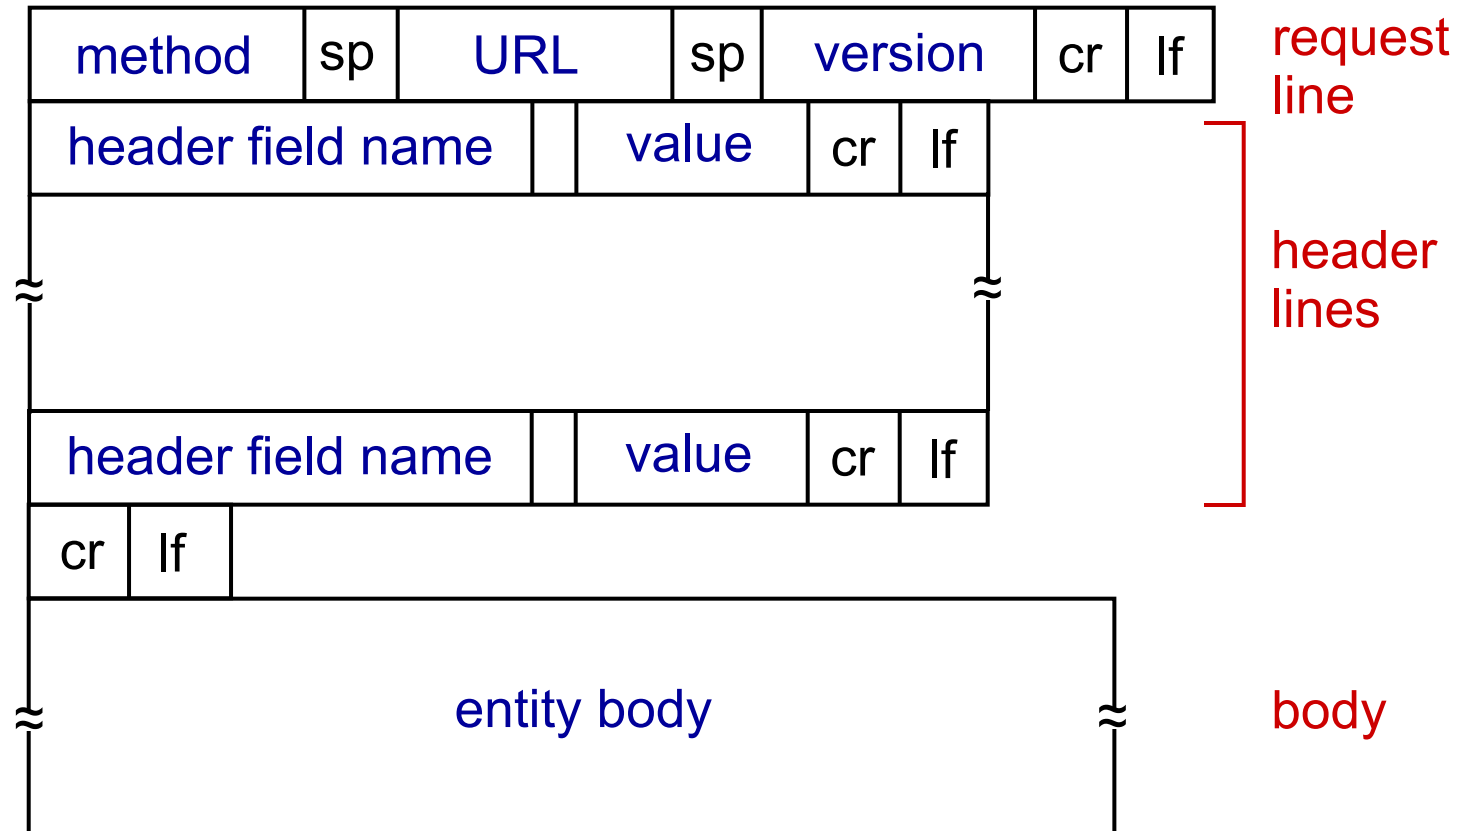 method sp URL sp version cr lf
request
line
header field name value cr lf
header
lines
header field name value cr lf
cr lf
entity body
body